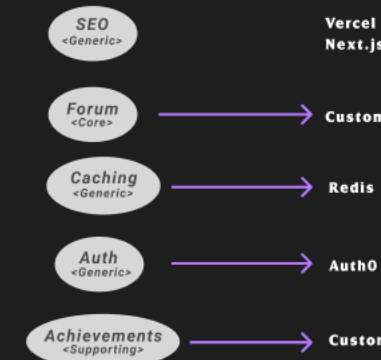 SEO
<Generic>
Vercel
Next.js
Forum
<Core>
Custom
Caching
<Generic>
Redis
Auth
<Generic>
Auth0
Achievements
<Supporting>
Custom